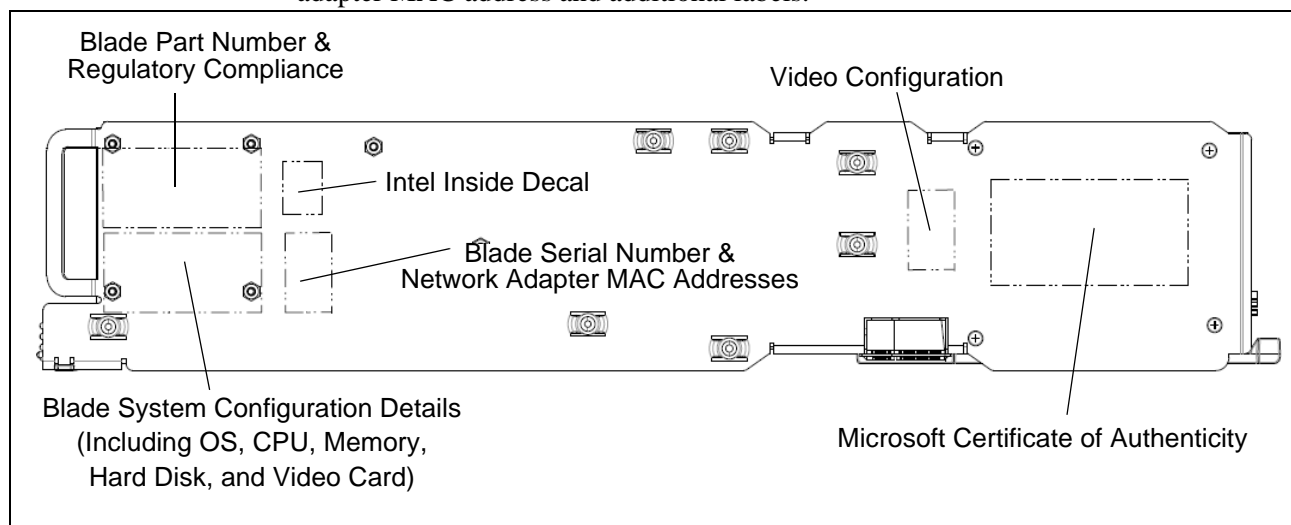 adapter MAC address and additional labels.
Blade Part Number &
Regulatory Compliance
Video Configuration
Intel Inside Decal
Blade Serial Number &
Network Adapter MAC Addresses
Blade System Configuration Details
(Including OS, CPU, Memory,
Hard Disk, and Video Card)
Microsoft Certificate of Authenticity